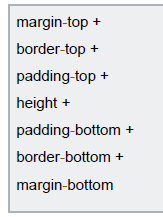 margin-top +
border-top +
padding-top +
height +
padding-bottom +
border-bottom +
margin-bottom